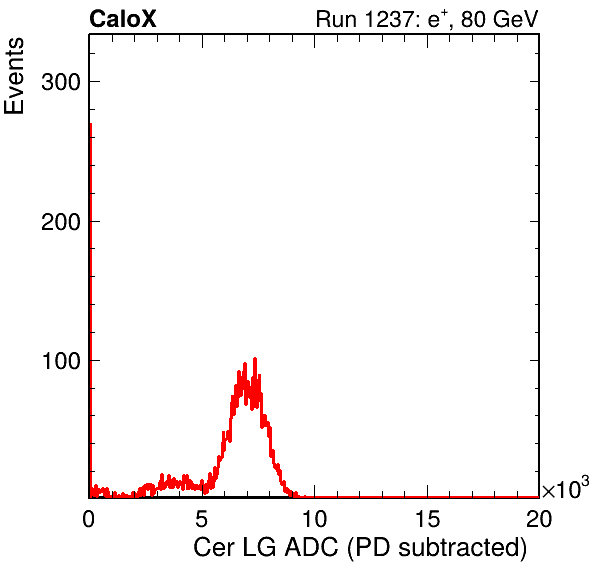 CaloX Run 1237: e⁺, 80 GeV
Events
300
200
100
0 5 10 15 20
×10³
Cer LG ADC (PD subtracted)